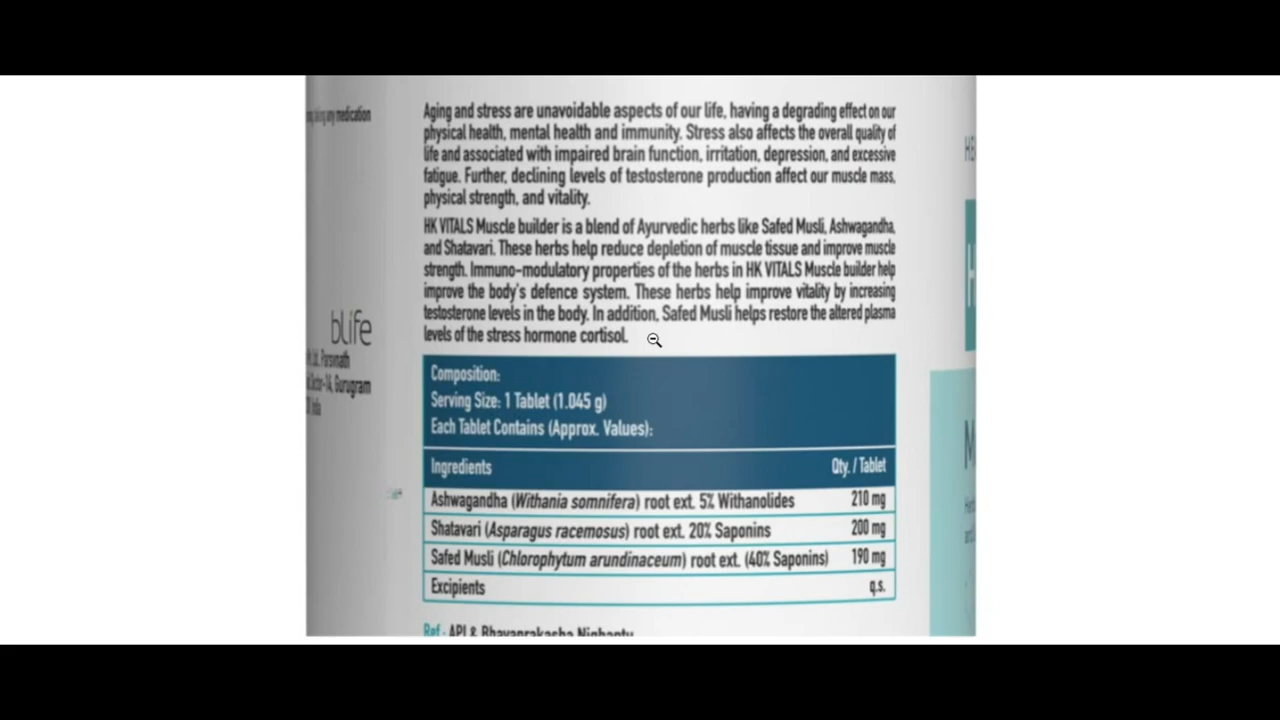 any medication
Aging and stress are unavoidable aspects of our life, having a degrading effect on our
physical health, mental health and immunity. Stress also affects the overall quality of
life and associated with impaired brain function, irritation, depression, and excessive
fatigue. Further, declining levels of testosterone production affect our muscle mass,
physical strength, and vitality.
HK VITALS Muscle builder is a blend of Ayurvedic herbs like Safed Musli, Ashwagandha,
and Shatavari. These herbs help reduce depletion of muscle tissue and improve muscle
strength. Immuno-modulatory properties of the herbs in HK VITALS Muscle builder help
improve the body's defence system. These herbs help improve vitality by increasing
testosterone levels in the body. In addition, Safed Musli helps restore the altered plasma
levels of the stress hormone cortisol.
blife
Parsvnath
Gurugram
India
Composition:
Serving Size: 1 Tablet (1.045 g)
Each Tablet Contains (Approx. Values):
Ingredients Qty. / Tablet
Ashwagandha (Withania somnifera) root ext. 5% Withanolides 210 mg
Shatavari (Asparagus racemosus) root ext. 20% Saponins 200 mg
Safed Musli (Chlorophytum arundinaceum) root ext. (40% Saponins) 190 mg
Excipients q.s.
Ref.: API & Bhavaprakasha Nighantu